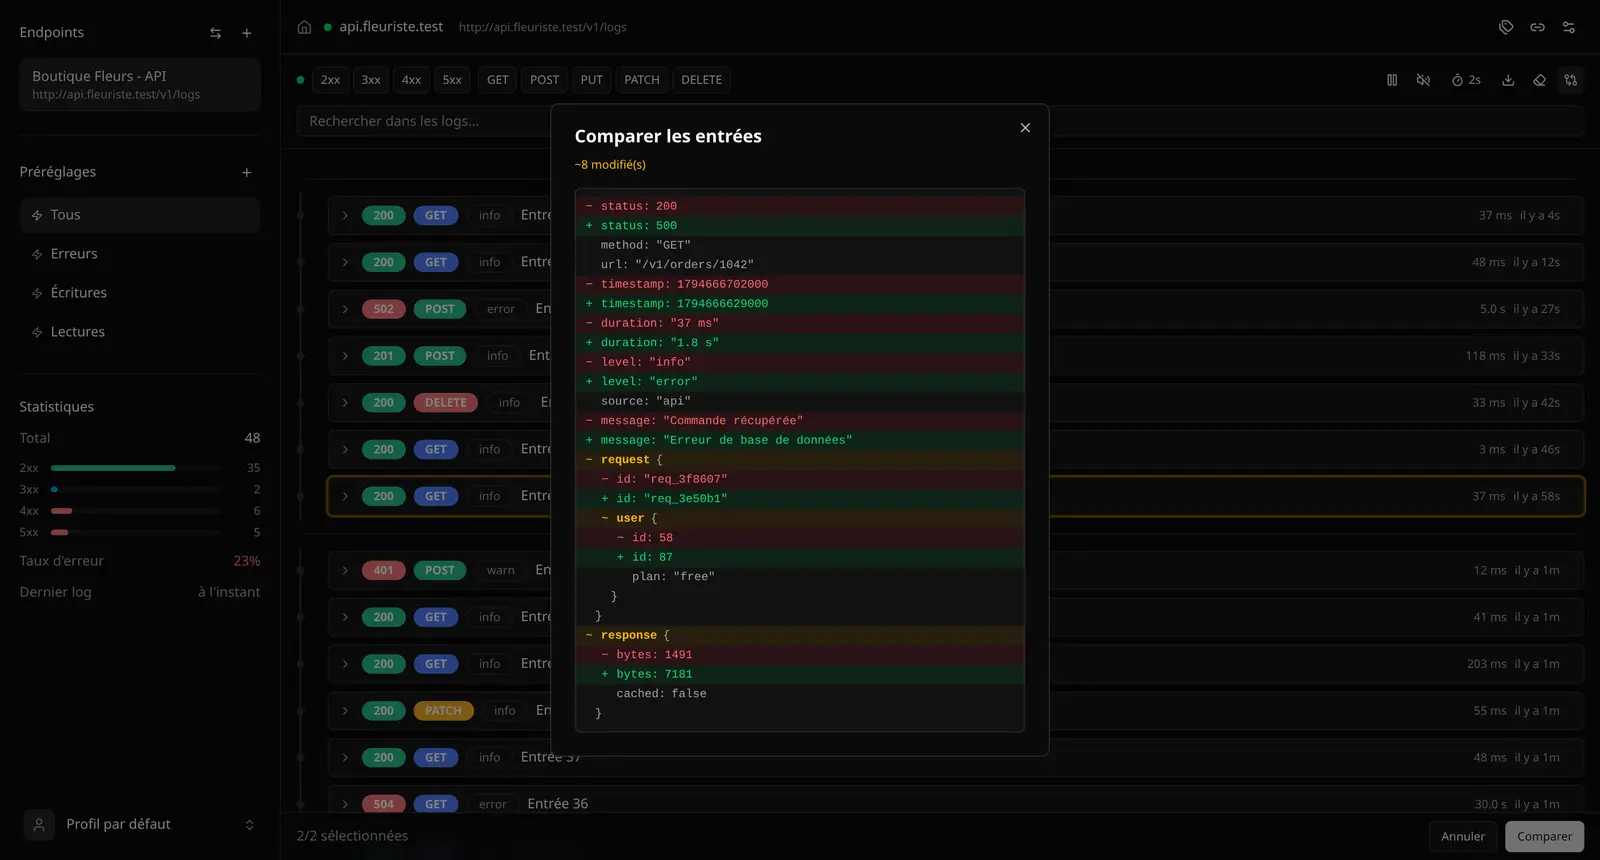 Endpoints
Boutique Fleurs - API
http://api.fleuriste.test/v1/logs
Préréglages
Tous
Erreurs
Écritures
Lectures
Statistiques
Total 48
2xx 35
3xx 2
4xx 6
5xx 5
Taux d'erreur 23%
Dernier log à l'instant
Profil par défaut
api.fleuriste.test http://api.fleuriste.test/v1/logs
2xx 3xx 4xx 5xx GET POST PUT PATCH DELETE 2s
Rechercher dans les logs...
200 GET info Entré 37 ms il y a 4s
200 GET info Entré 48 ms il y a 12s
502 POST error En 5.0 s il y a 27s
201 POST info Ent 118 ms il y a 33s
200 DELETE info E 33 ms il y a 42s
200 GET info Entré 3 ms il y a 46s
200 GET info Entré 37 ms il y a 58s
401 POST warn En 12 ms il y a 1m
200 GET info Entré 41 ms il y a 1m
200 GET info Entré 203 ms il y a 1m
200 PATCH info En 55 ms il y a 1m
200 GET info Entrée 37 48 ms il y a 1m
504 GET error Entrée 36 30.0 s il y a 1m
2/2 sélectionnées
Annuler Comparer
Comparer les entrées
~8 modifié(s)
− status: 200
+ status: 500
method: "GET"
url: "/v1/orders/1042"
− timestamp: 1794666702000
+ timestamp: 1794666629000
− duration: "37 ms"
+ duration: "1.8 s"
− level: "info"
+ level: "error"
source: "api"
− message: "Commande récupérée"
+ message: "Erreur de base de données"
~ request {
− id: "req_3f8607"
+ id: "req_3e50b1"
~ user {
− id: 58
+ id: 87
plan: "free"
}
}
~ response {
− bytes: 1491
+ bytes: 7181
cached: false
}